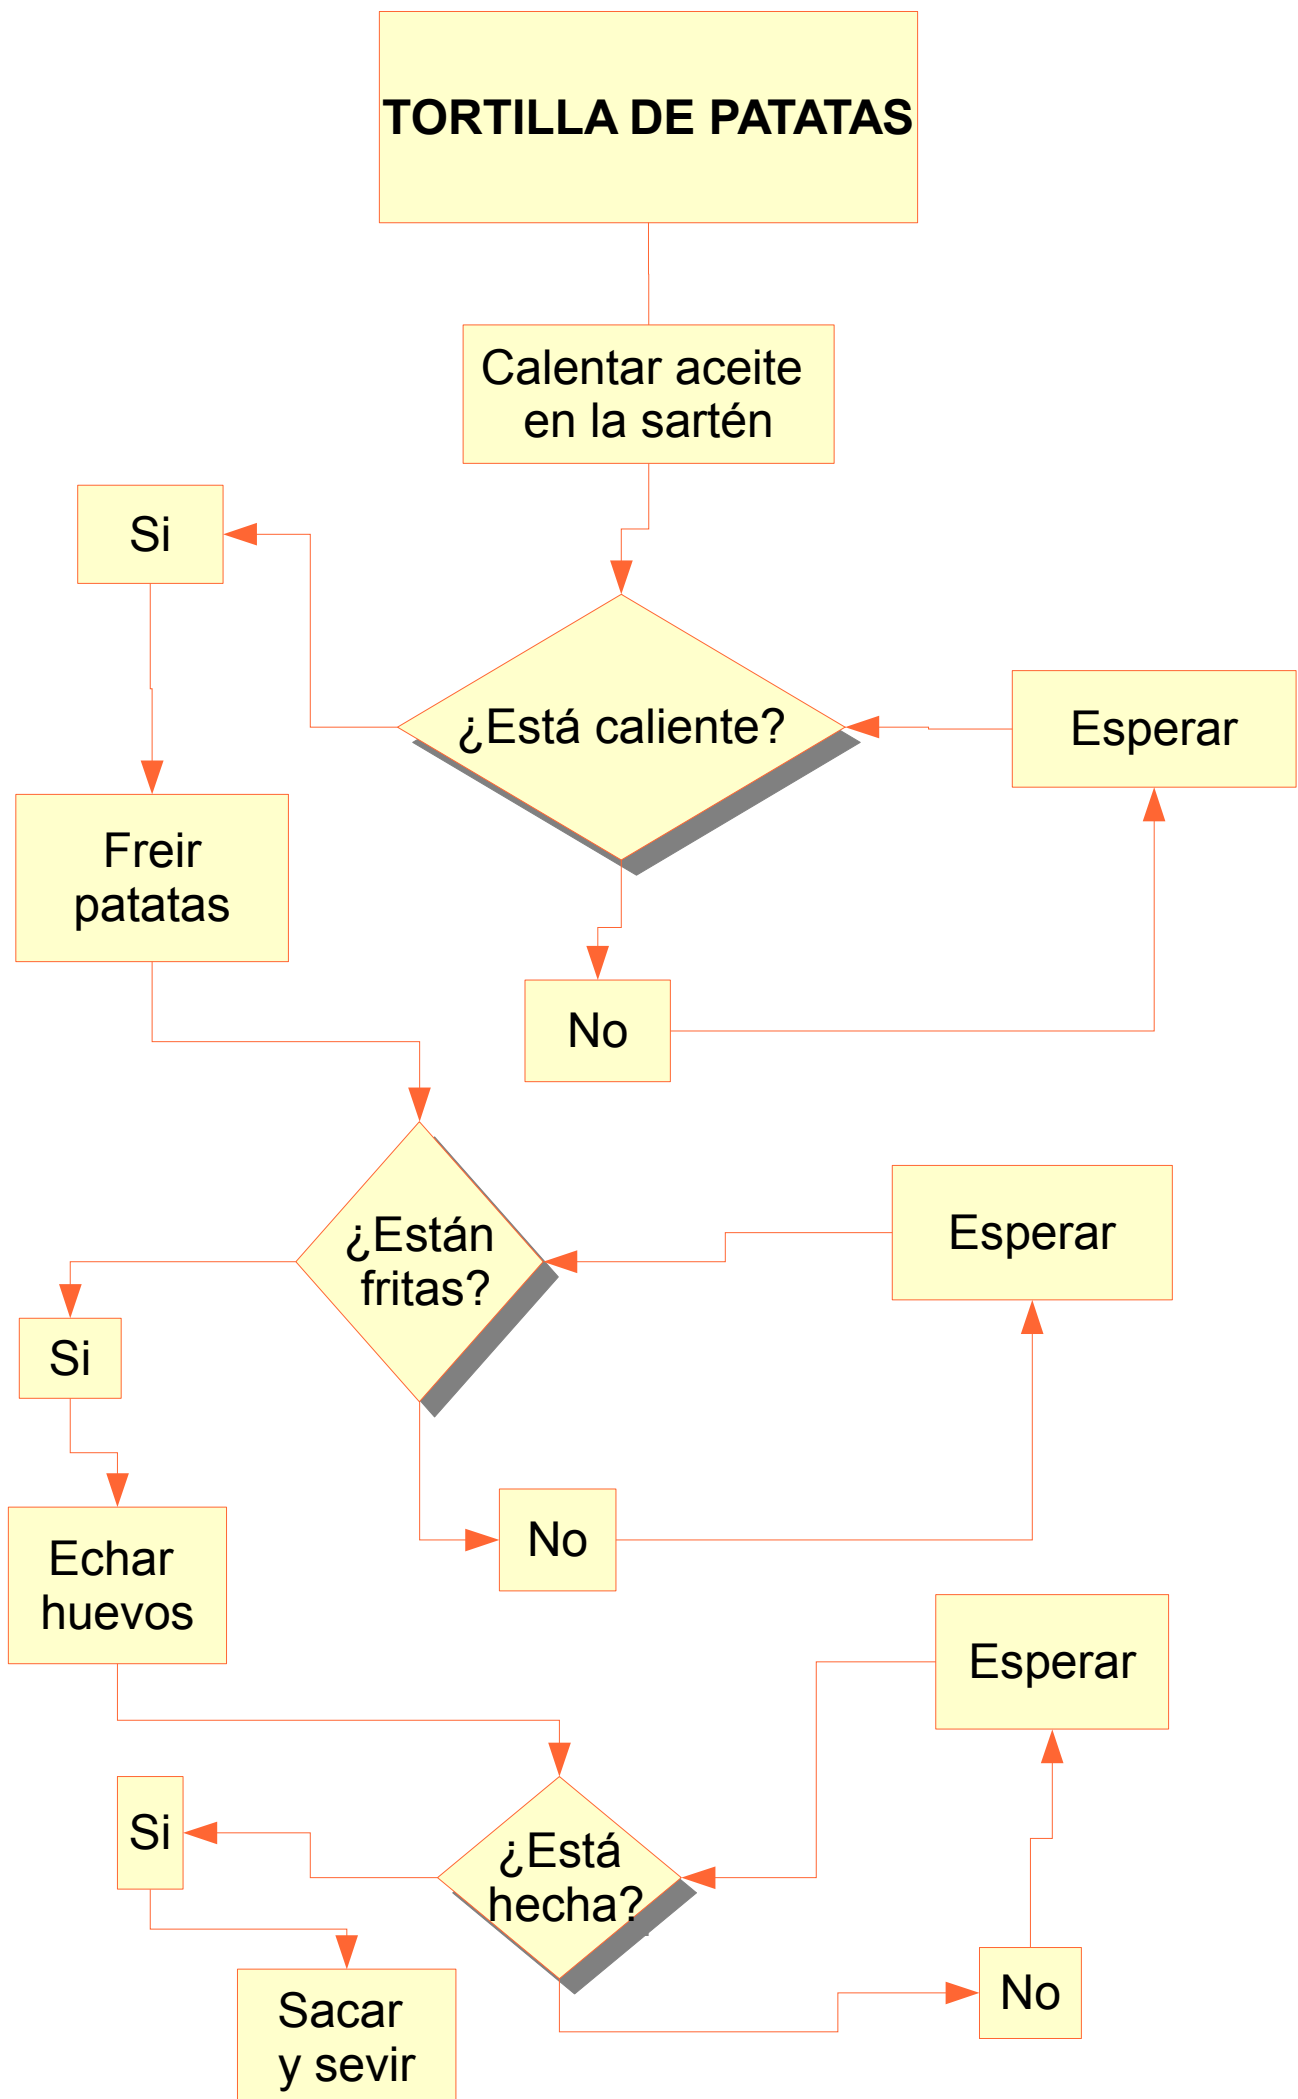 TORTILLA DE PATATAS
Calentar aceite
en la sartén
Si
¿Está caliente?
Esperar
Freir
patatas
No
¿Están
fritas?
Esperar
Si
No
Echar
huevos
Esperar
Si
¿Está
hecha?
No
Sacar
y sevir